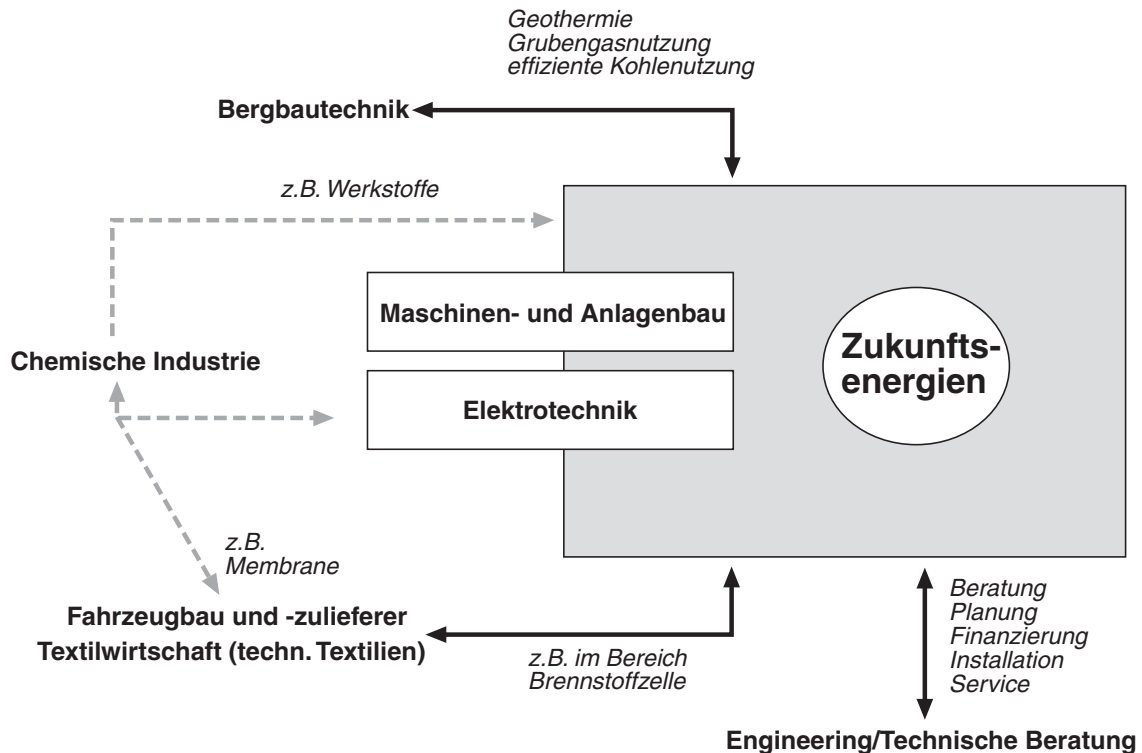 Geothermie
Grubengasnutzung
effiziente Kohlenutzung
Bergbautechnik
z.B. Werkstoffe
Maschinen- und Anlagenbau
Zukunfts-
energien
Chemische Industrie
Elektrotechnik
z.B.
Membrane
Fahrzeugbau und -zulieferer
Textilwirtschaft (techn. Textilien)
z.B. im Bereich
Brennstoffzelle
Beratung
Planung
Finanzierung
Installation
Service
Engineering/Technische Beratung